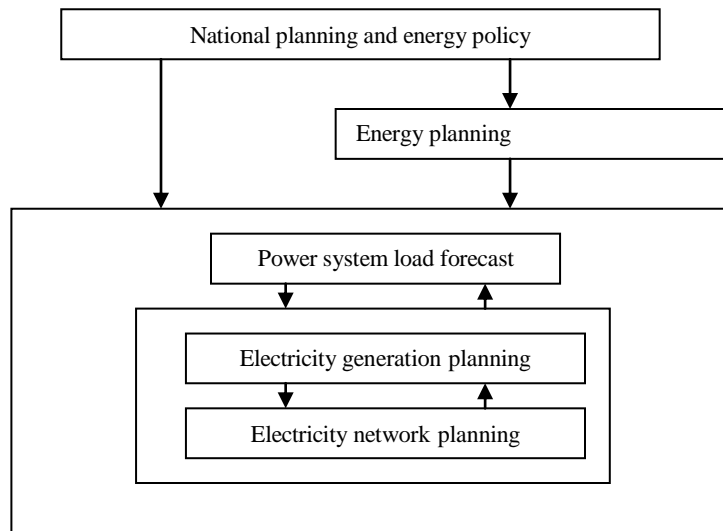 National planning and energy policy
Energy planning
Power system load forecast
Electricity generation planning
Electricity network planning